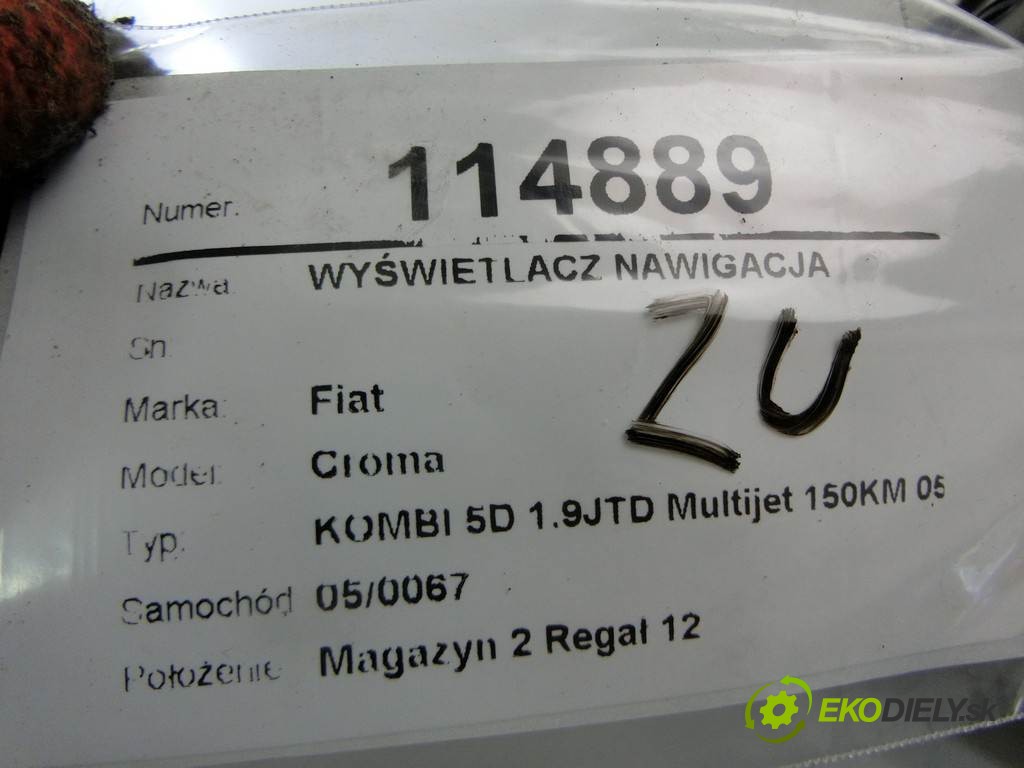 Numer: 114889
Nazwa: WYŚWIETLACZ NAWIGACJA
Sn:
Marka: Fiat
Model: Croma
Typ: KOMBI 5D 1.9JTD Multijet 150KM 05
Samochód 05/0067
Położenie Magazyn 2 Regał 12
ZU
EKODIELY.sk